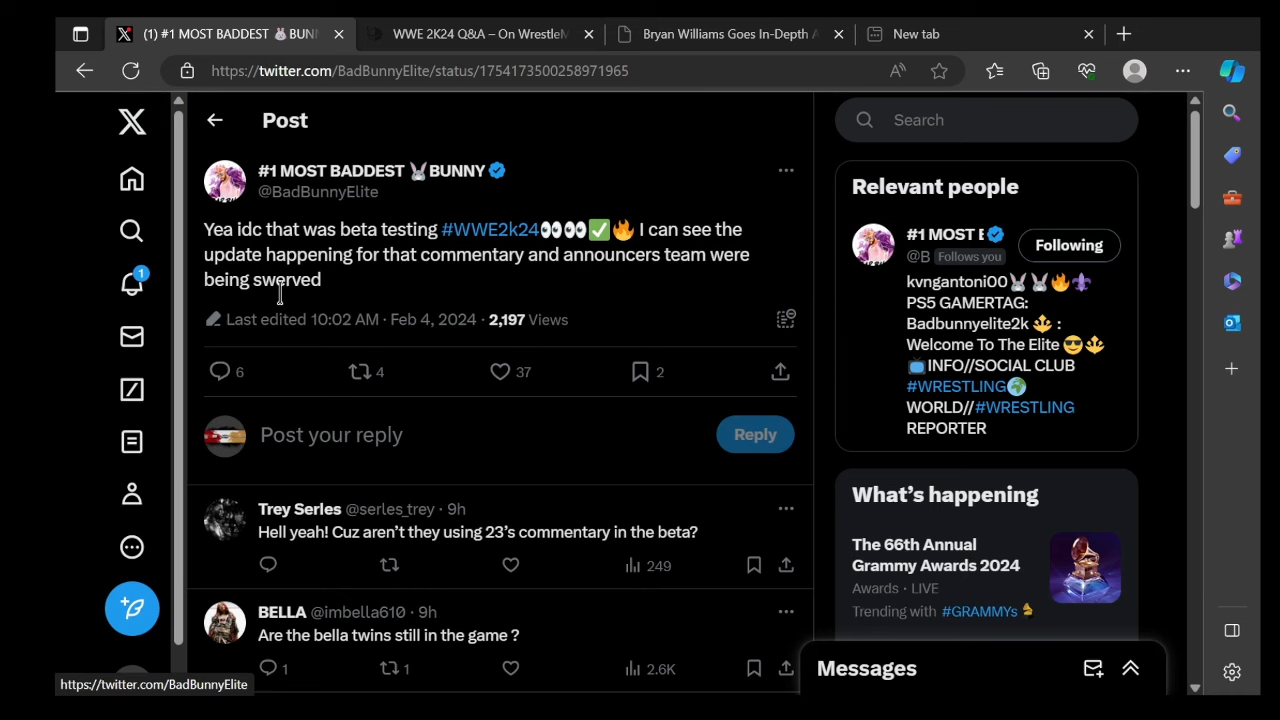 (1) #1 MOST BADDEST 🐰BUNN
WWE 2K24 Q&A – On WrestleM
Bryan Williams Goes In-Depth A
New tab
https://twitter.com/BadBunnyElite/status/1754173500258971965
Post
Search
#1 MOST BADDEST 🐰BUNNY
@BadBunnyElite
Yea idc that was beta testing #WWE2k24👀👀👀✅🔥 I can see the
update happening for that commentary and announcers team were
being swerved
Last edited 10:02 AM · Feb 4, 2024 · 2,197 Views
6
4
37
2
Post your reply
Reply
Trey Serles @serles_trey · 9h
Hell yeah! Cuz aren’t they using 23’s commentary in the beta?
249
BELLA @imbella610 · 9h
Are the bella twins still in the game ?
1
1
2.6K
Relevant people
#1 MOST B
@B Follows you
Following
kvngantoni00🐰🐰🔥⚜️
PS5 GAMERTAG:
Badbunnyelite2k 🔱 :
Welcome To The Elite 😎🔱
📺INFO//SOCIAL CLUB
#WRESTLING🌍
WORLD//#WRESTLING
REPORTER
What’s happening
The 66th Annual
Grammy Awards 2024
Awards · LIVE
Trending with #GRAMMYs
Messages
1
https://twitter.com/BadBunnyElite